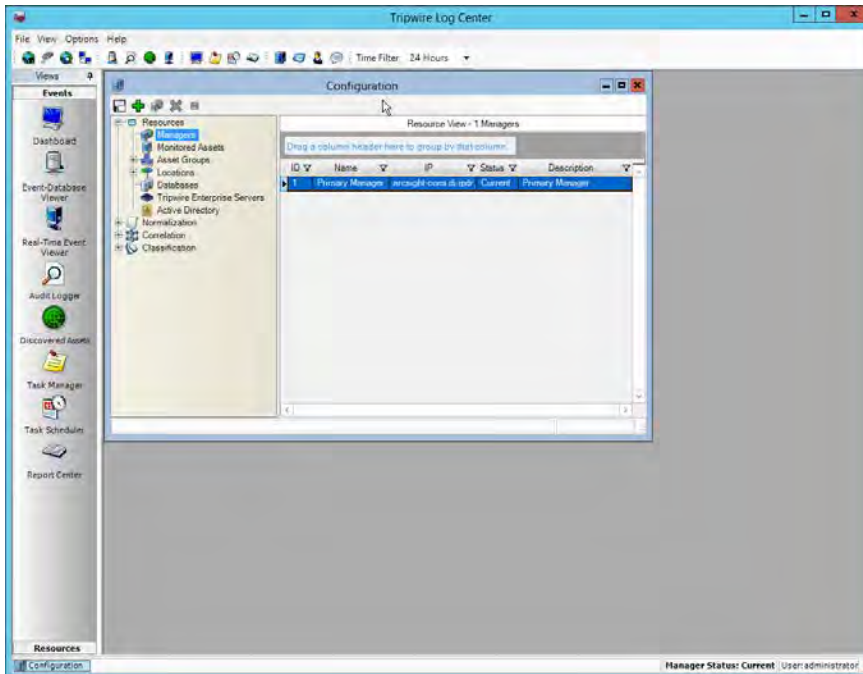 Tripwire Log Center
File View Options Help
Time Filter: 24 Hours
Views
Events
Dashboard
Event-Database
Viewer
Real-Time Event
Viewer
Audit Logger
Discovered Assets
Task Manager
Task Scheduler
Report Center
Resources
Configuration
Resources
Managers
Monitored Assets
Asset Groups
Locations
Databases
Tripwire Enterprise Servers
Active Directory
Normalization
Correlation
Classification
Resource View - 1 Managers
Drag a column header here to group by that column.
ID Name IP Status Description
1 Primary Manager Current Primary Manager
Configuration
Manager Status: Current User: administrator